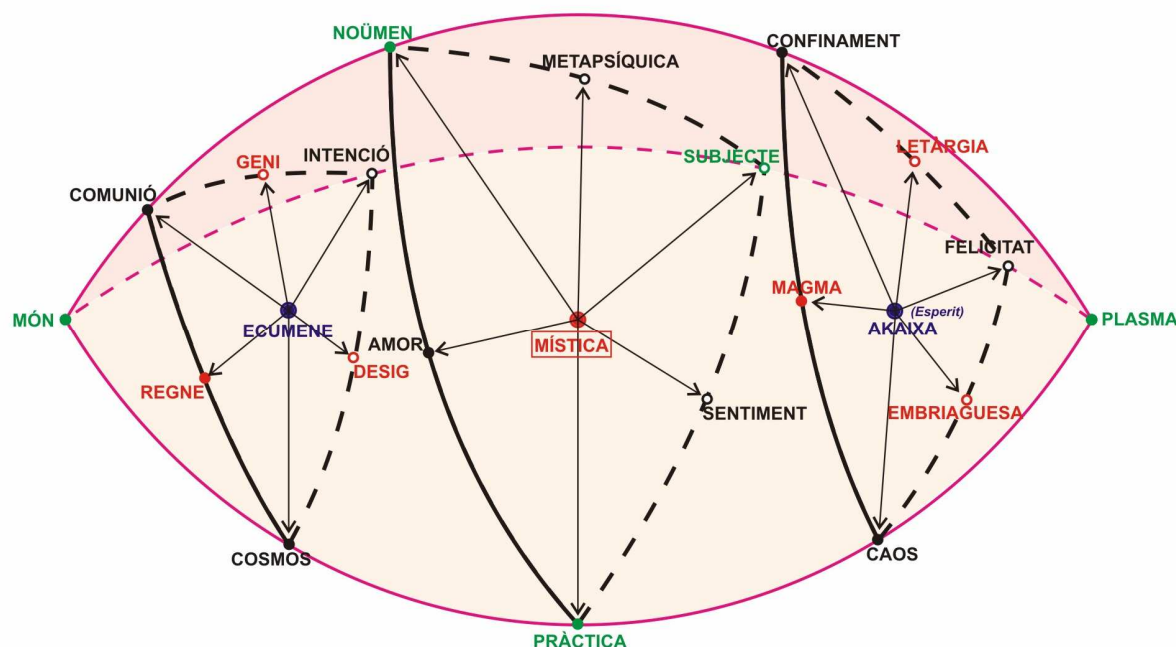 NOÜMEN
CONFINAMENT
METAPSÍQUICA
GENI
INTENCIÓ
SUBJECTE
LETÀRGIA
COMUNIÓ
FELICITAT
MAGMA
MÓN
ECUMENE
AMOR
MÍSTICA
(Esperit)
AKAIXA
PLASMA
REGNE
DESIG
SENTIMENT
EMBRIAGUESA
COSMOS
CAOS
PRÀCTICA